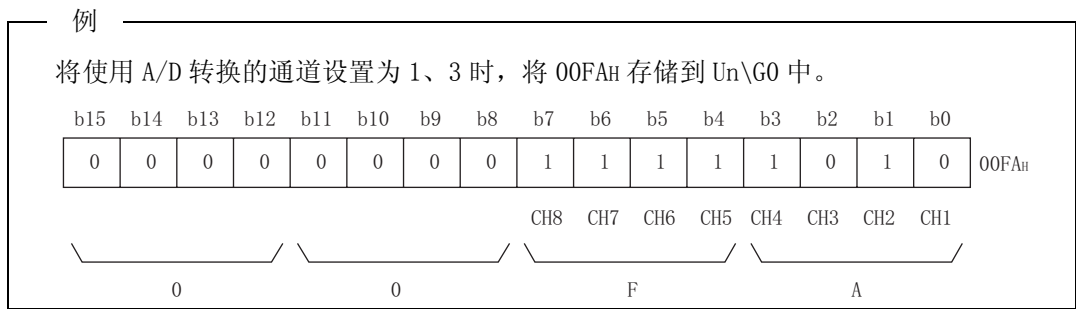 例
将使用 A/D 转换的通道设置为 1、3 时，将 00FAH 存储到 Un\G0 中。
b15 b14 b13 b12 b11 b10 b9 b8 b7 b6 b5 b4 b3 b2 b1 b0
0 0 0 0 0 0 0 0 1 1 1 1 1 0 1 0 00FAH
CH8 CH7 CH6 CH5 CH4 CH3 CH2 CH1
0 0 F A